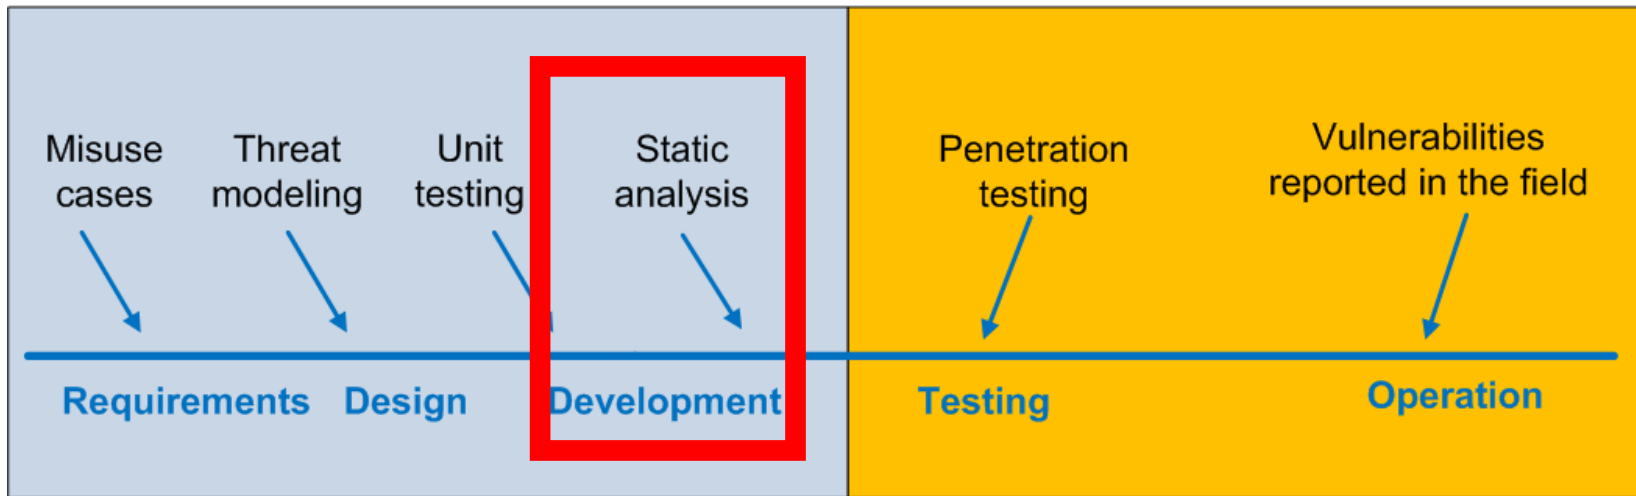 Misuse
cases
Threat
modeling
Unit
testing
Static
analysis
Penetration
testing
Vulnerabilities
reported in the field
Requirements
Design
Development
Testing
Operation